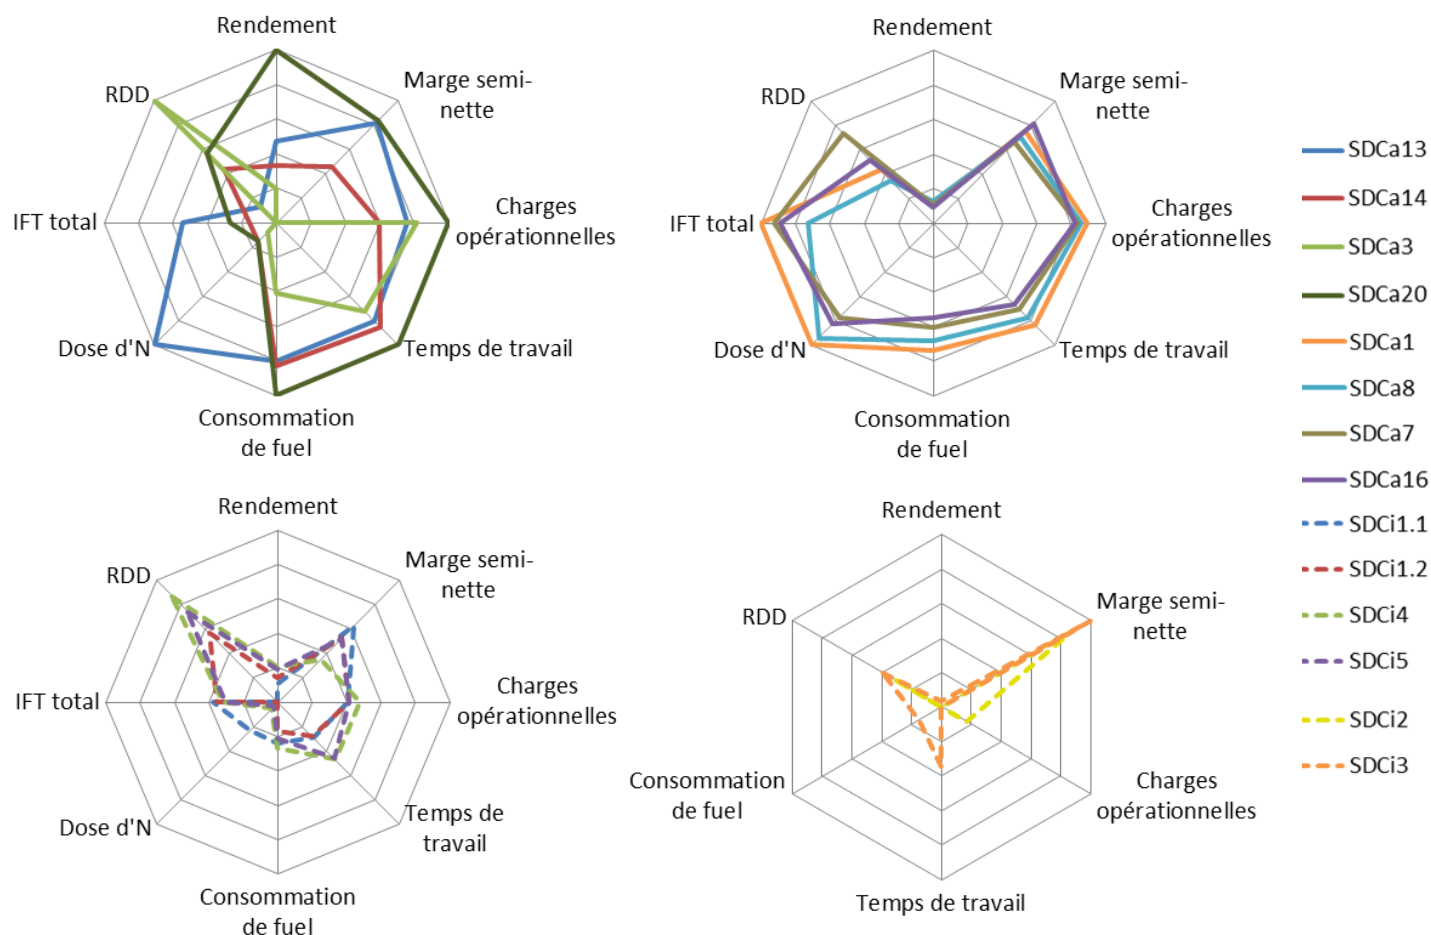 Rendement
Marge semi-
nette
Charges
opérationnelles
Temps de travail
Consommation
de fuel
Dose d'N
IFT total
RDD
Rendement
Marge semi-
nette
Charges
opérationnelles
Temps de travail
Consommation
de fuel
Dose d'N
IFT total
RDD
Rendement
Marge semi-
nette
Charges
opérationnelles
Temps de
travail
Consommation
de fuel
Dose d'N
IFT total
RDD
Rendement
Marge semi-
nette
Charges
opérationnelles
Temps de travail
Consommation
de fuel
RDD
SDCa13
SDCa14
SDCa3
SDCa20
SDCa1
SDCa8
SDCa7
SDCa16
SDCi1.1
SDCi1.2
SDCi4
SDCi5
SDCi2
SDCi3